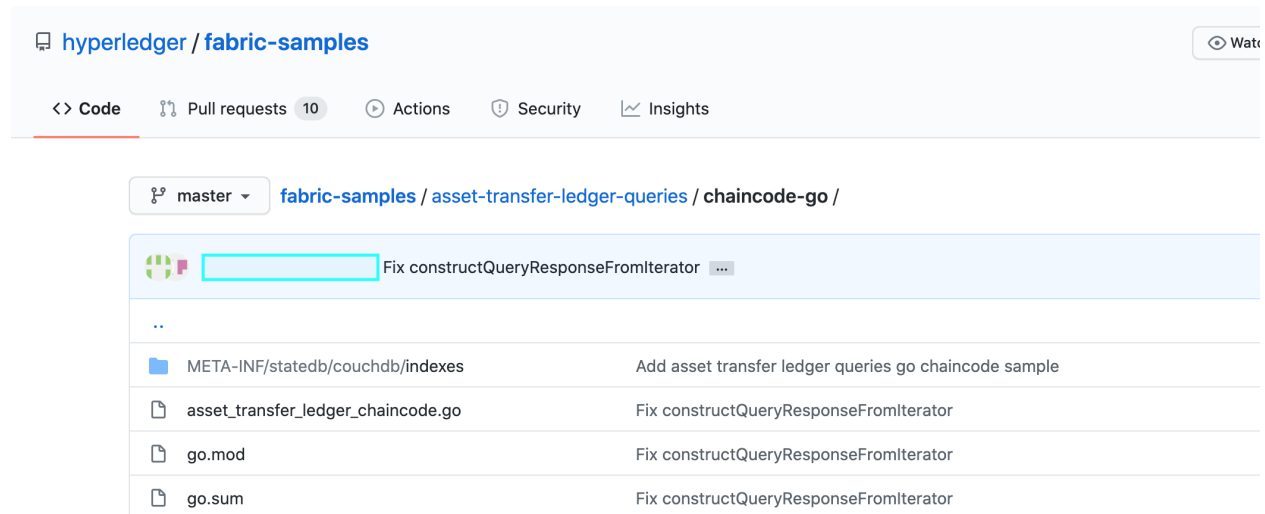 hyperledger / fabric-samples
Code Pull requests 10 Actions Security Insights
master fabric-samples / asset-transfer-ledger-queries / chaincode-go /
Fix constructQueryResponseFromIterator ...
..
META-INF/statedb/couchdb/indexes Add asset transfer ledger queries go chaincode sample
asset_transfer_ledger_chaincode.go Fix constructQueryResponseFromIterator
go.mod Fix constructQueryResponseFromIterator
go.sum Fix constructQueryResponseFromIterator